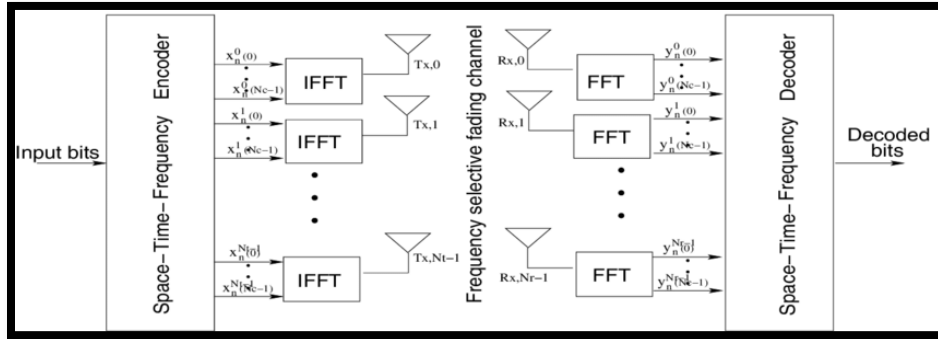 Input bits
Space-Time-Frequency Encoder
x_n^0(0)
x_n^0(Nc-1)
x_n^1(0)
x_n^1(Nc-1)
x_n^{Nt-1}(0)
x_n^{Nt-1}(Nc-1)
IFFT
IFFT
IFFT
Tx,0
Tx,1
Tx,Nt-1
Frequency selective fading channel
Rx,0
Rx,1
Rx,Nr-1
FFT
FFT
FFT
y_n^0(0)
y_n^0(Nc-1)
y_n^1(0)
y_n^1(Nc-1)
y_n^{Nr-1}(0)
y_n^{Nr-1}(Nc-1)
Space-Time-Frequency Decoder
Decoded
bits